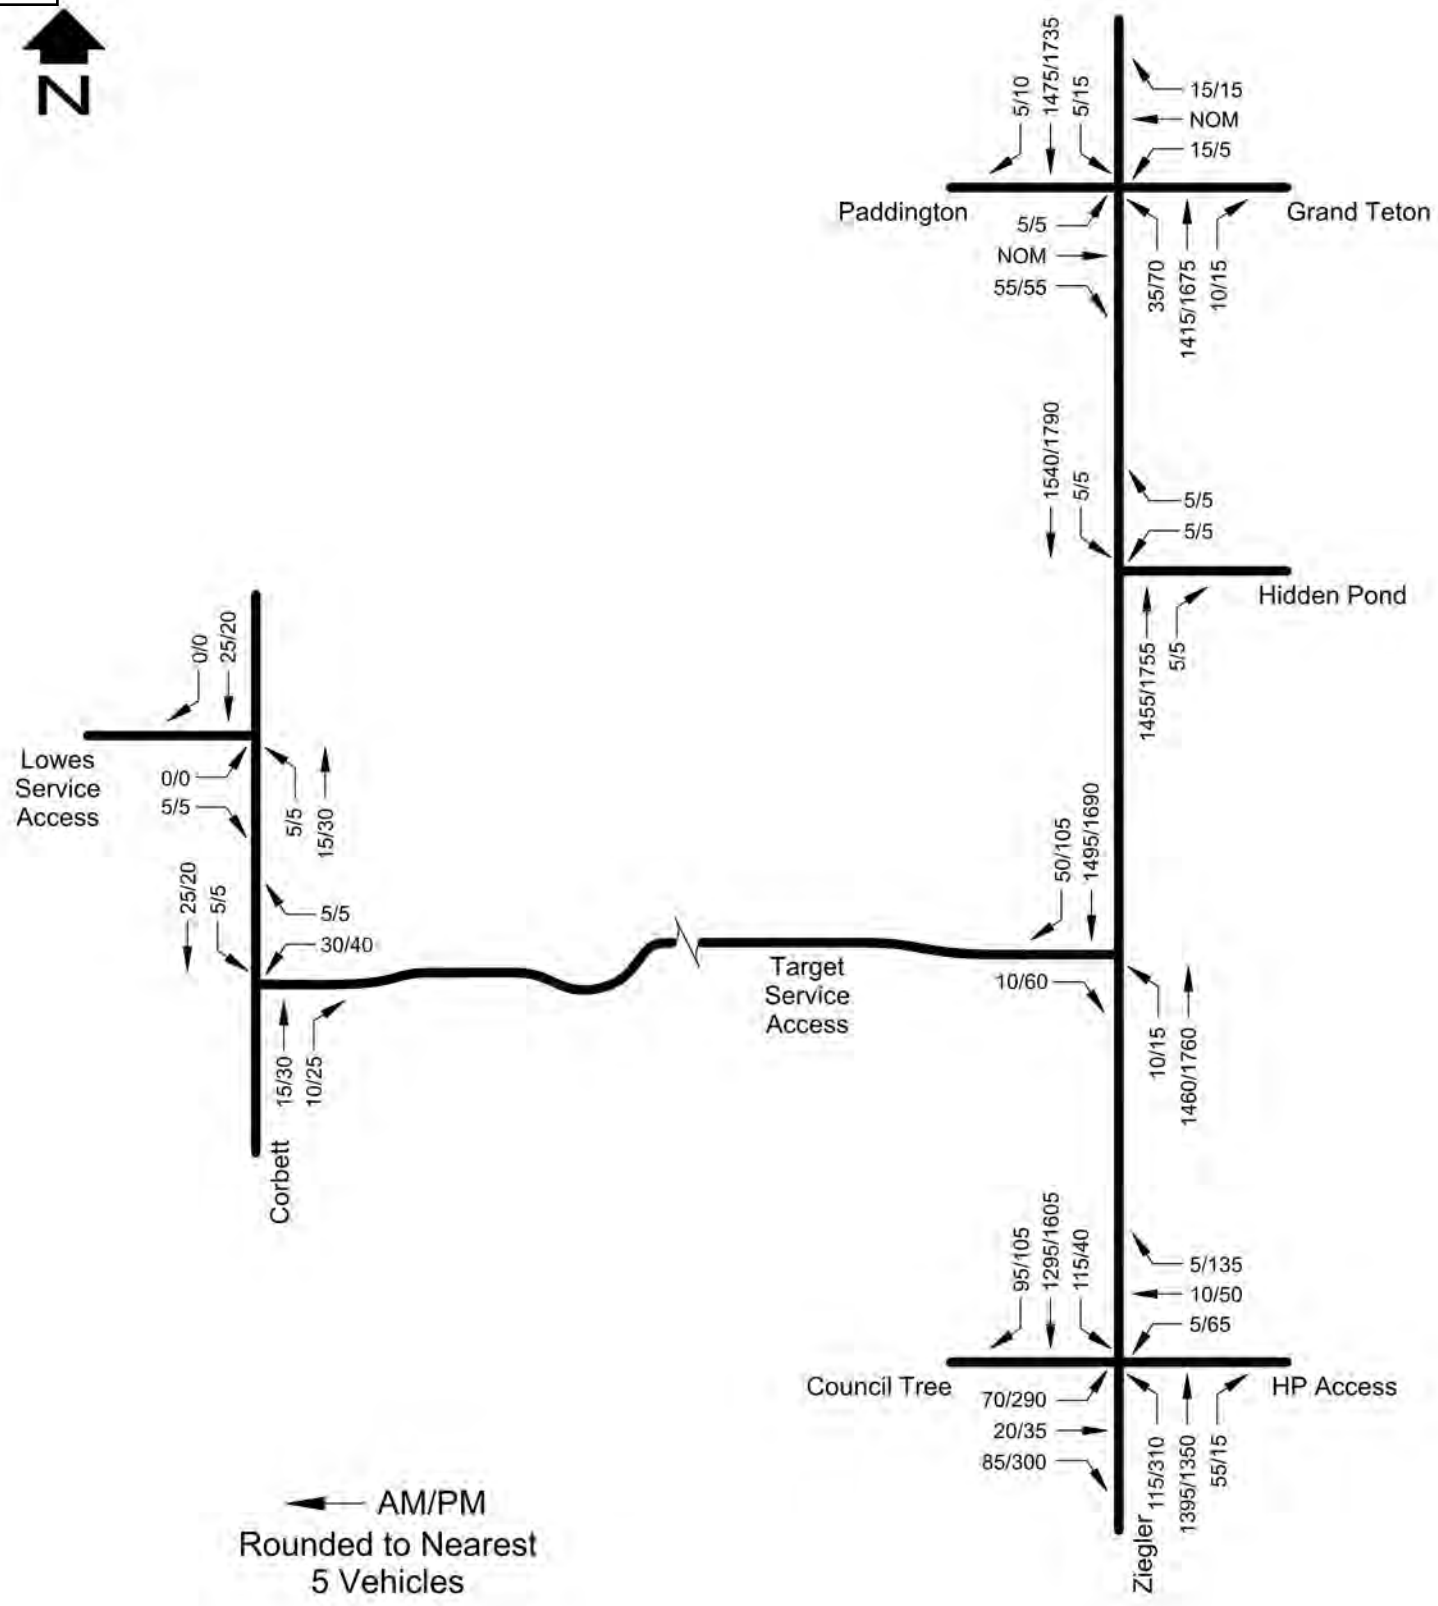 N
5/10
1475/1735
5/15
15/15
NOM
15/5
Paddington
Grand Teton
5/5
NOM
55/55
35/70
1415/1675
10/15
1540/1790
5/5
5/5
5/5
Hidden Pond
1455/1755
5/5
0/0
25/20
Lowes
Service
Access
0/0
5/5
5/5
15/30
25/20
5/5
5/5
30/40
15/30
10/25
Corbett
50/105
1495/1690
Target
Service
Access
10/60
10/15
1460/1760
95/105
1295/1605
115/40
5/135
10/50
5/65
Council Tree
HP Access
70/290
20/35
85/300
115/310
1395/1350
55/15
Ziegler
AM/PM
Rounded to Nearest
5 Vehicles